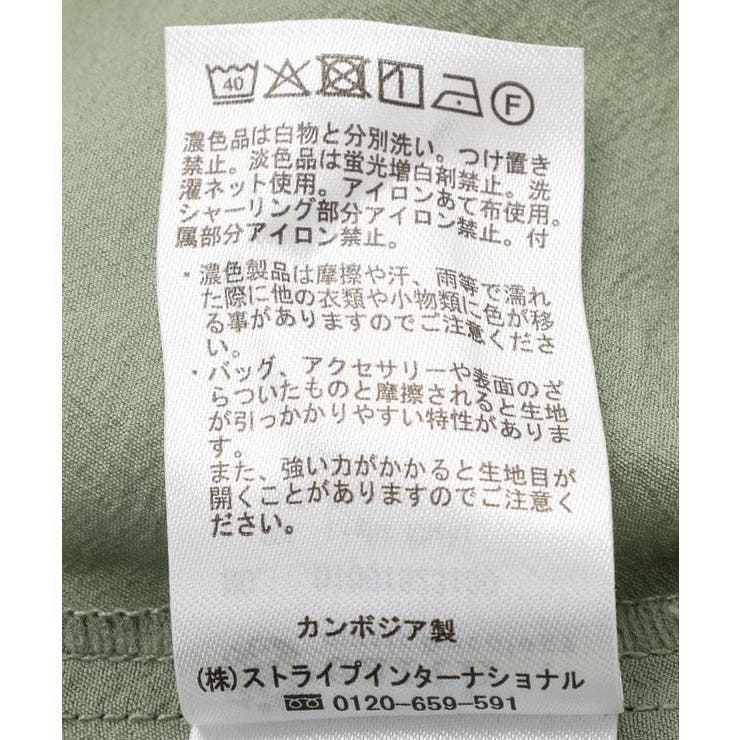 40 F
濃色品は白物と分別洗い。つけ置き
禁止。淡色品は蛍光増白剤禁止。洗
濯ネット使用。アイロンあて布使用。
シャーリング部分アイロン禁止。付
属部分アイロン禁止。
・濃色製品は摩擦や汗、雨等で濡れ
た際に他の衣類や小物類に色が移
る事がありますのでご注意くださ
い。
・バッグ、アクセサリーや表面のざ
らついたものと摩擦されると生地
が引っかかりやすい特性がありま
す。
また、強い力がかかると生地目が
開くことがありますのでご注意く
ださい。
カンボジア製
(株)ストライプインターナショナル
0120-659-591